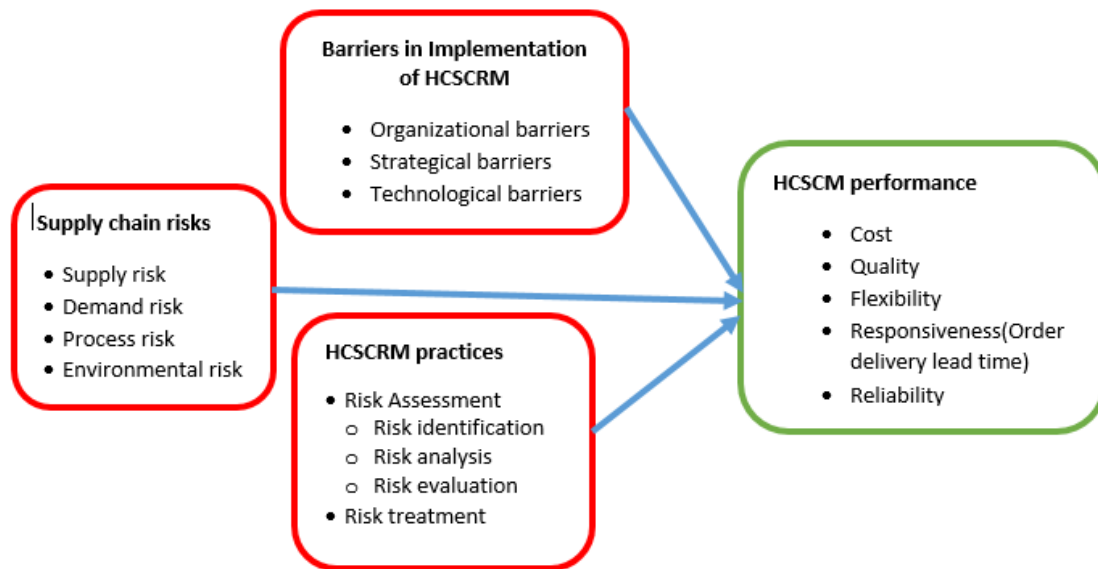 Barriers in Implementation
of HCSCRM
• Organizational barriers
• Strategical barriers
• Technological barriers
Supply chain risks
• Supply risk
• Demand risk
• Process risk
• Environmental risk
HCSCRM practices
• Risk Assessment
o Risk identification
o Risk analysis
o Risk evaluation
• Risk treatment
HCSCM performance
• Cost
• Quality
• Flexibility
• Responsiveness(Order
delivery lead time)
• Reliability